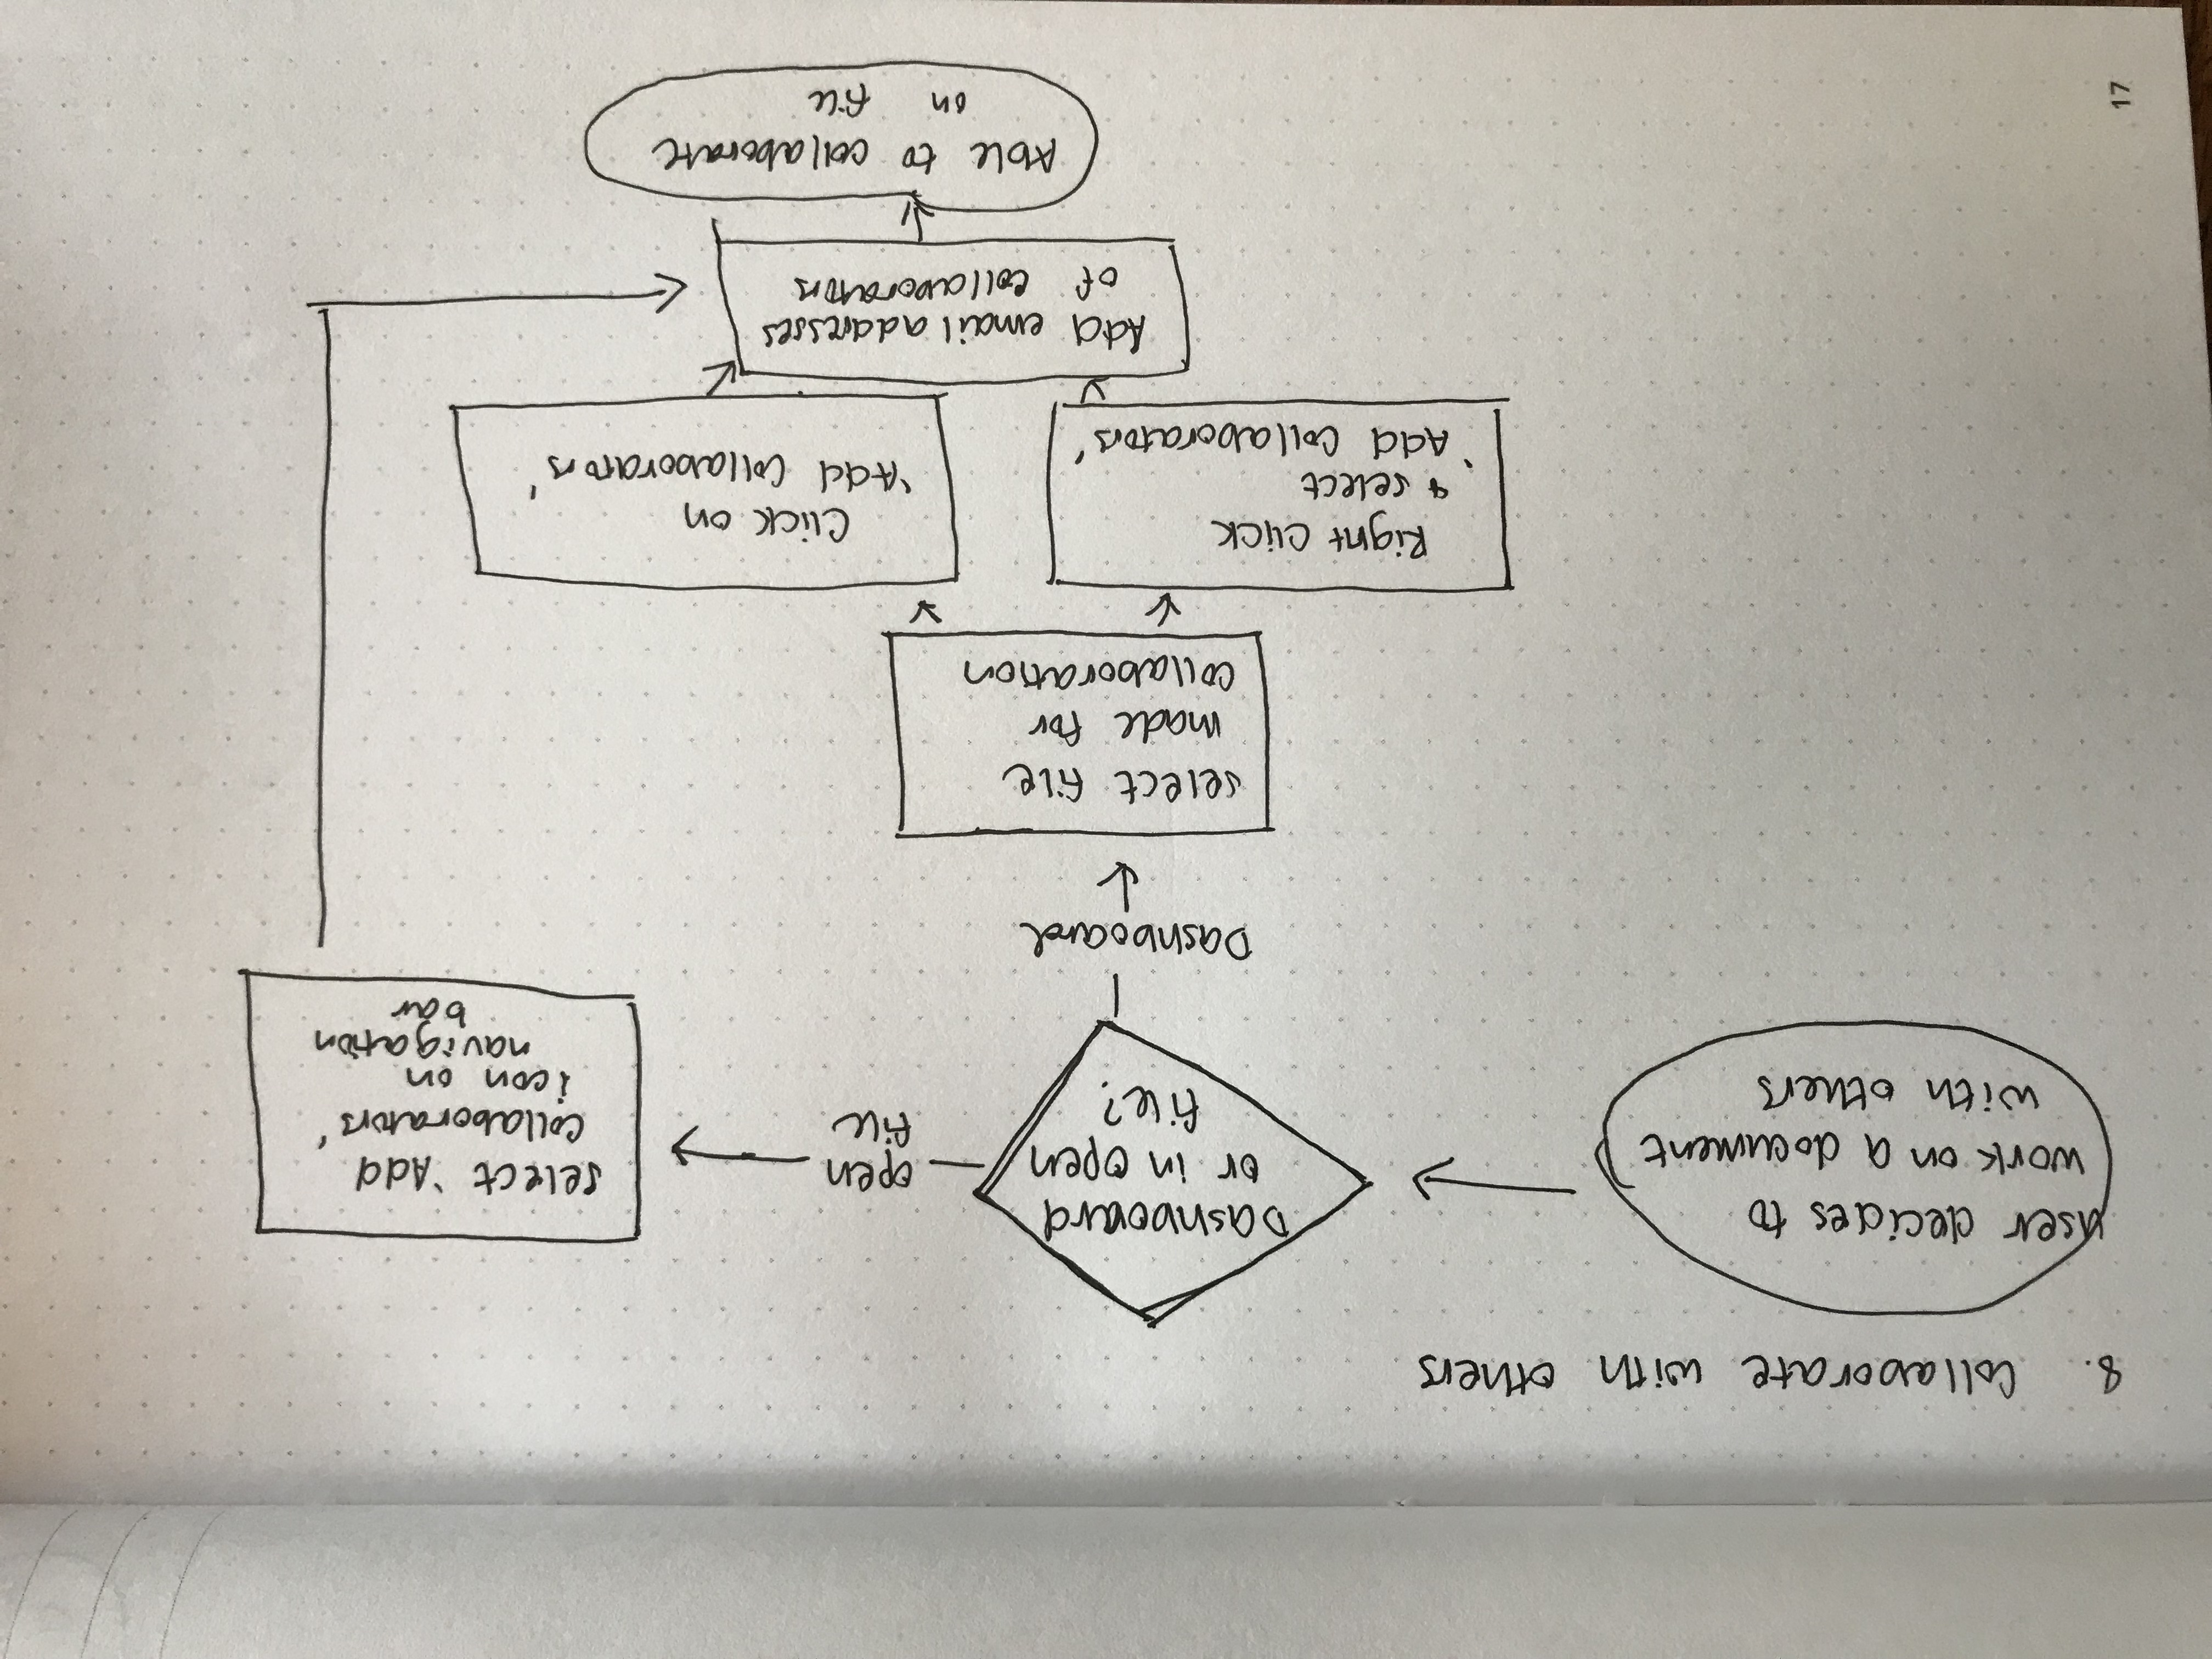 8. Collaborate with others
user decides to
work on a document
with others
Dashboard
or in open
file?
open
file
select 'Add
collaborators'
icon on
navigation
bar
Dashboard
select file
made for
collaboration
Right Click
& select
'Add collaborators'
Click on
'Add collaborators'
Add email addresses
of collaborators
Able to collaborate
on file
17